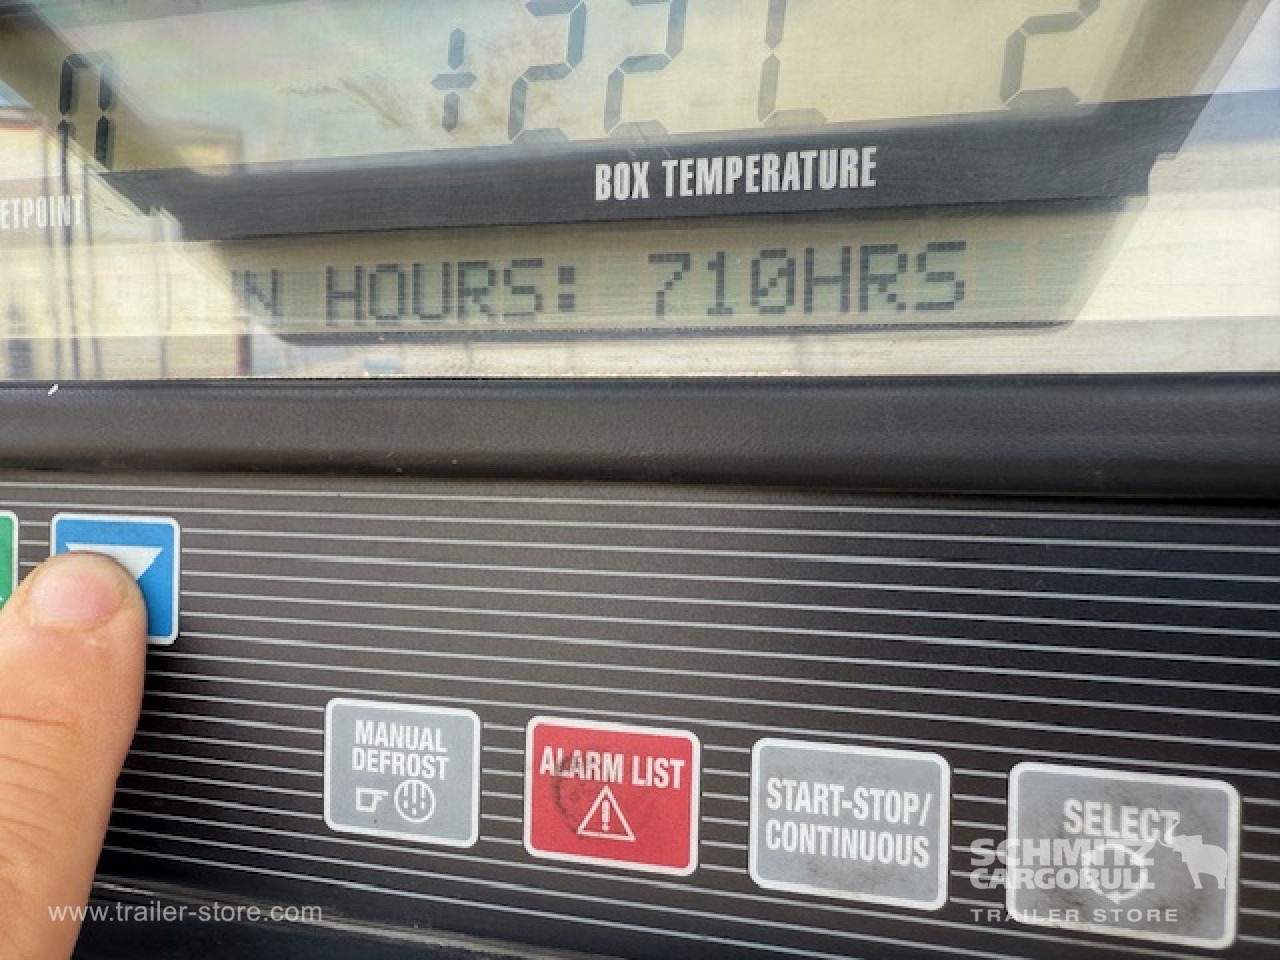 +22
BOX TEMPERATURE
ETPOINT
N HOURS: 710HRS
MANUAL
DEFROST
ALARM LIST
START-STOP/
CONTINUOUS
SELECT
SCHMITZ
CARGOBULL
TRAILER STORE
www.trailer-store.com